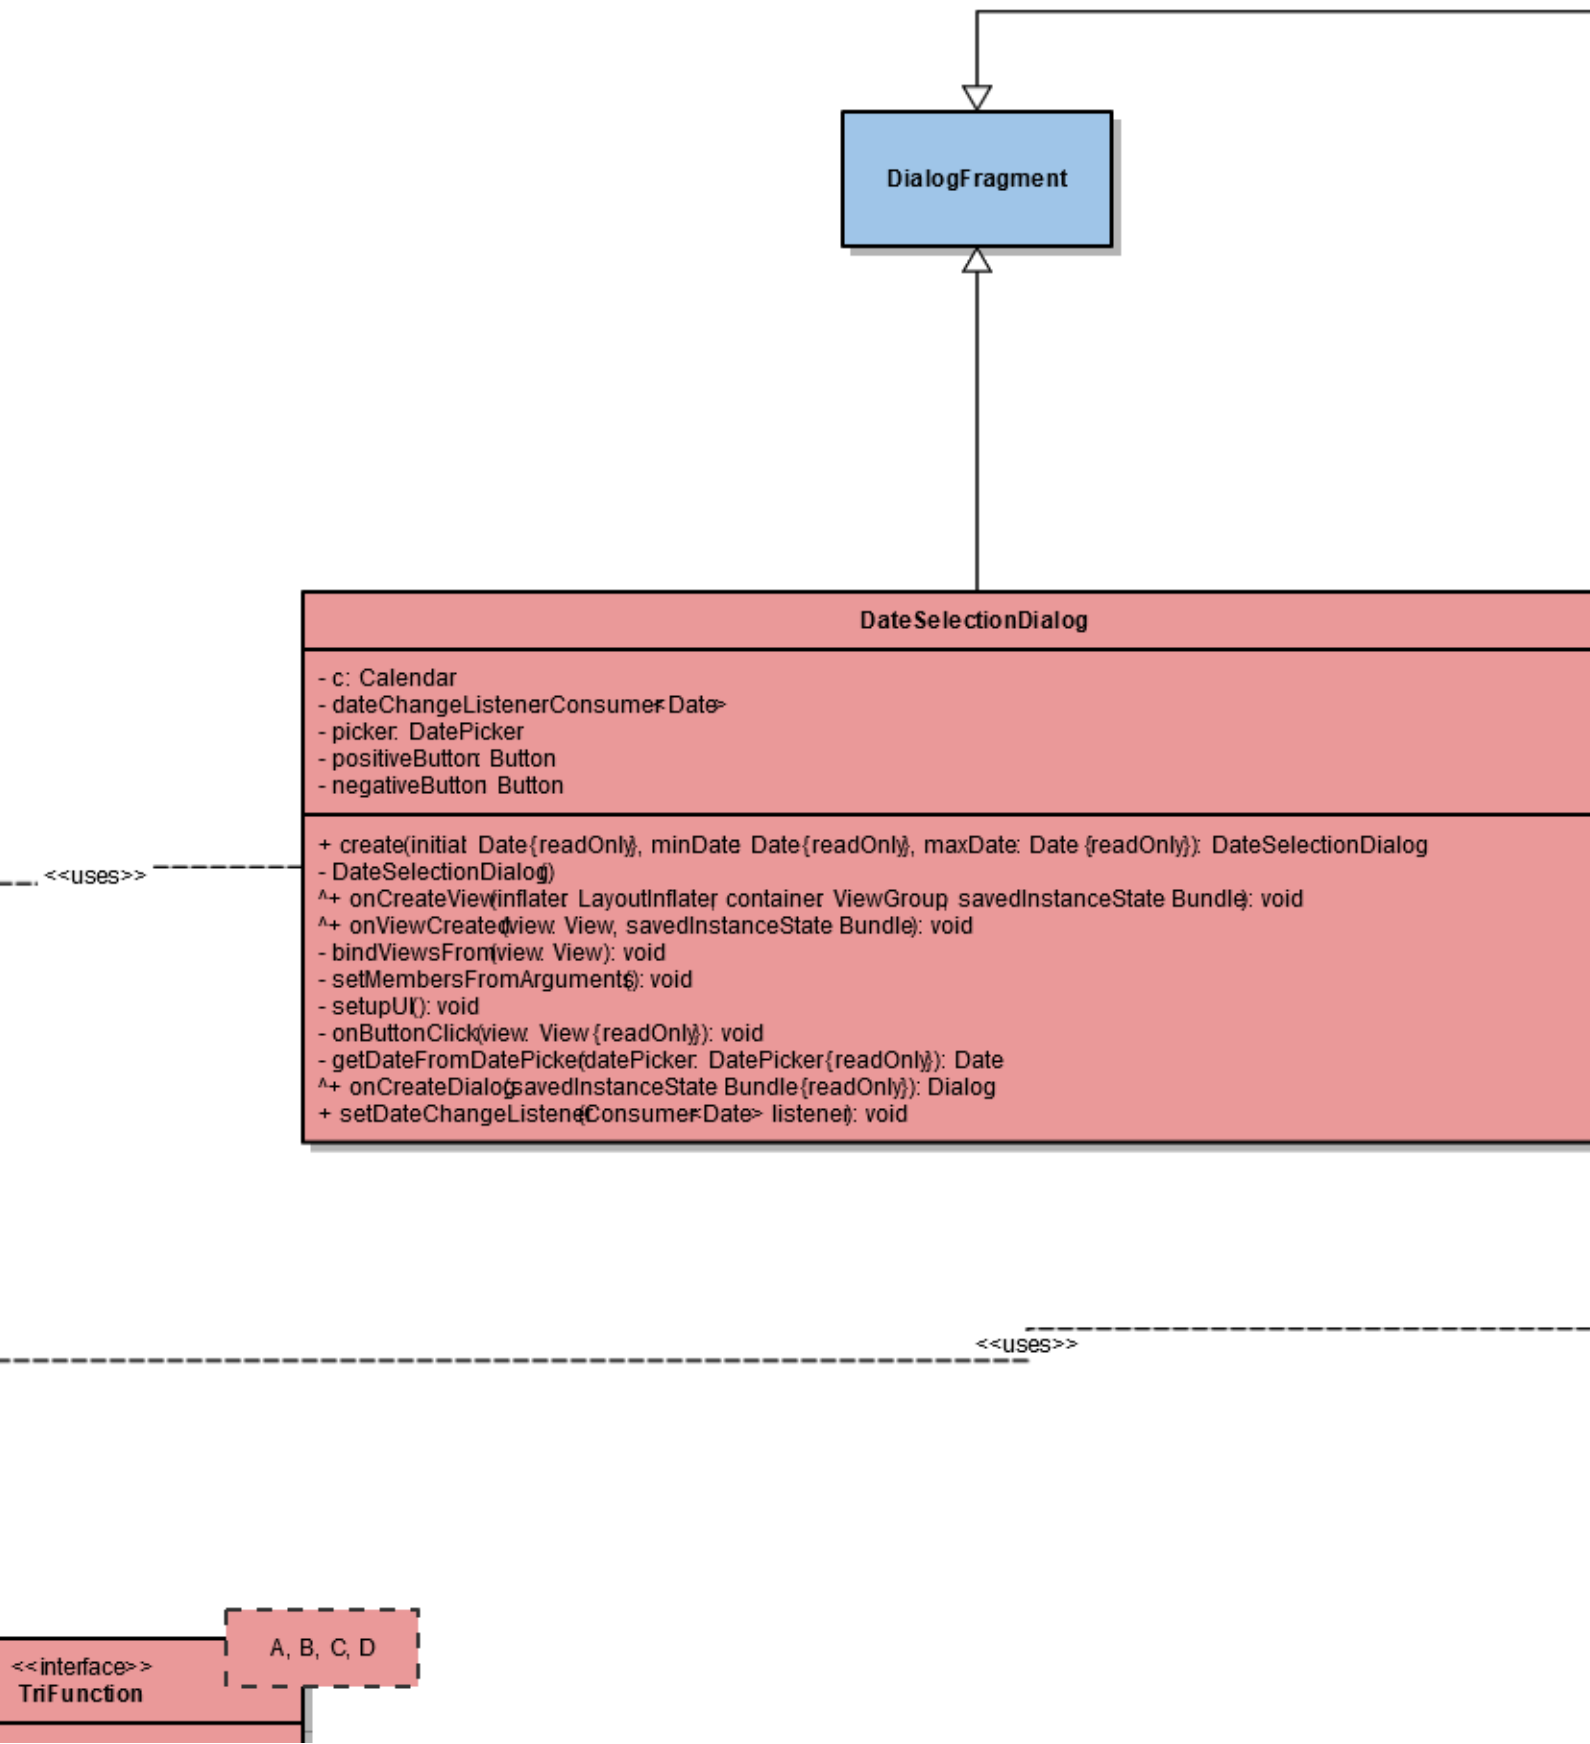 DialogFragment
DateSelectionDialog
- c: Calendar
- dateChangeListener: Consumer<Date>
- picker: DatePicker
- positiveButton: Button
- negativeButton: Button
+ create(initial: Date{readOnly}, minDate: Date{readOnly}, maxDate: Date {readOnly}): DateSelectionDialog
- DateSelectionDialog()
^+ onCreateView(inflater: LayoutInflater, container: ViewGroup, savedInstanceState: Bundle): void
^+ onViewCreated(view: View, savedInstanceState: Bundle): void
- bindViewsFrom(view: View): void
- setMembersFromArguments(): void
- setupUI(): void
- onButtonClick(view: View {readOnly}): void
- getDateFromDatePicker(datePicker: DatePicker{readOnly}): Date
^+ onCreateDialog(savedInstanceState: Bundle{readOnly}): Dialog
+ setDateChangeListener(Consumer<Date> listener): void
<<uses>>
<<uses>>
A, B, C, D
<<interface>>
TriFunction